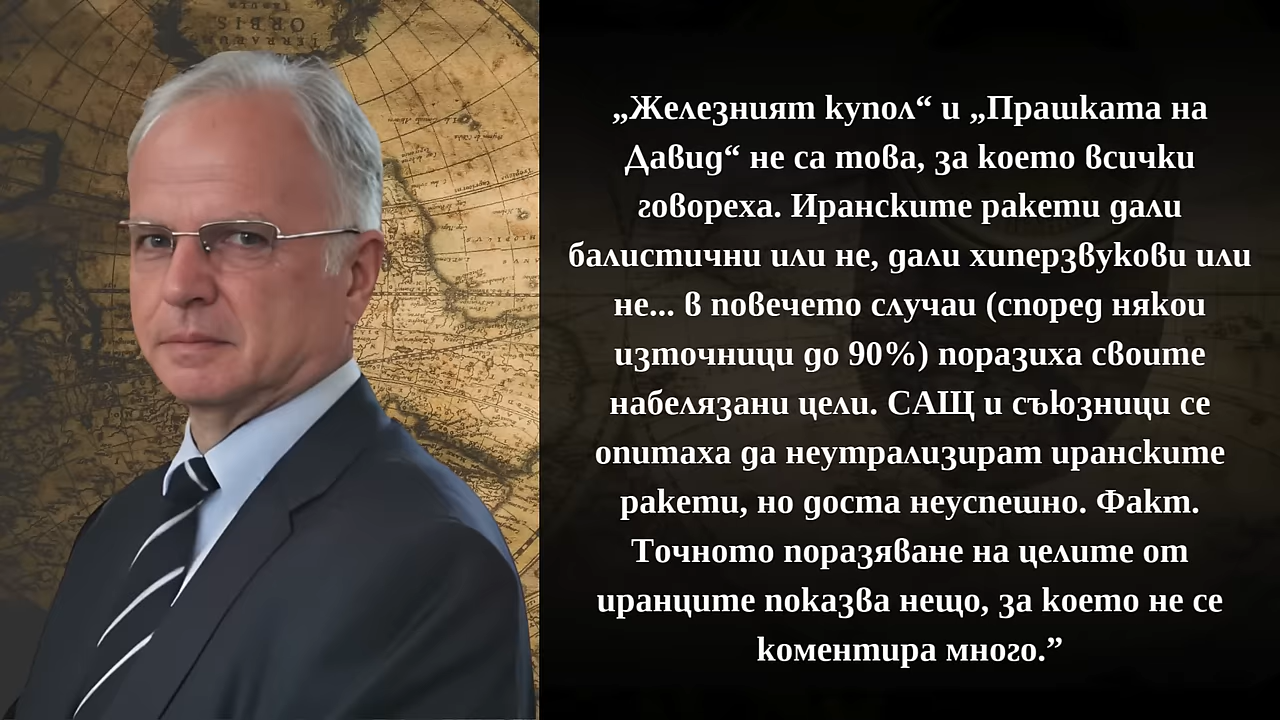 ORBIS
TERRARUM
„Железният купол“ и „Прашката на
Давид“ не са това, за което всички
говореха. Иранските ракети дали
балистични или не, дали хиперзвукови или
не... в повечето случаи (според някои
източници до 90%) поразиха своите
набелязани цели. САЩ и съюзници се
опитаха да неутрализират иранските
ракети, но доста неуспешно. Факт.
Точното поразяване на целите от
иранците показва нещо, за което не се
коментира много.”